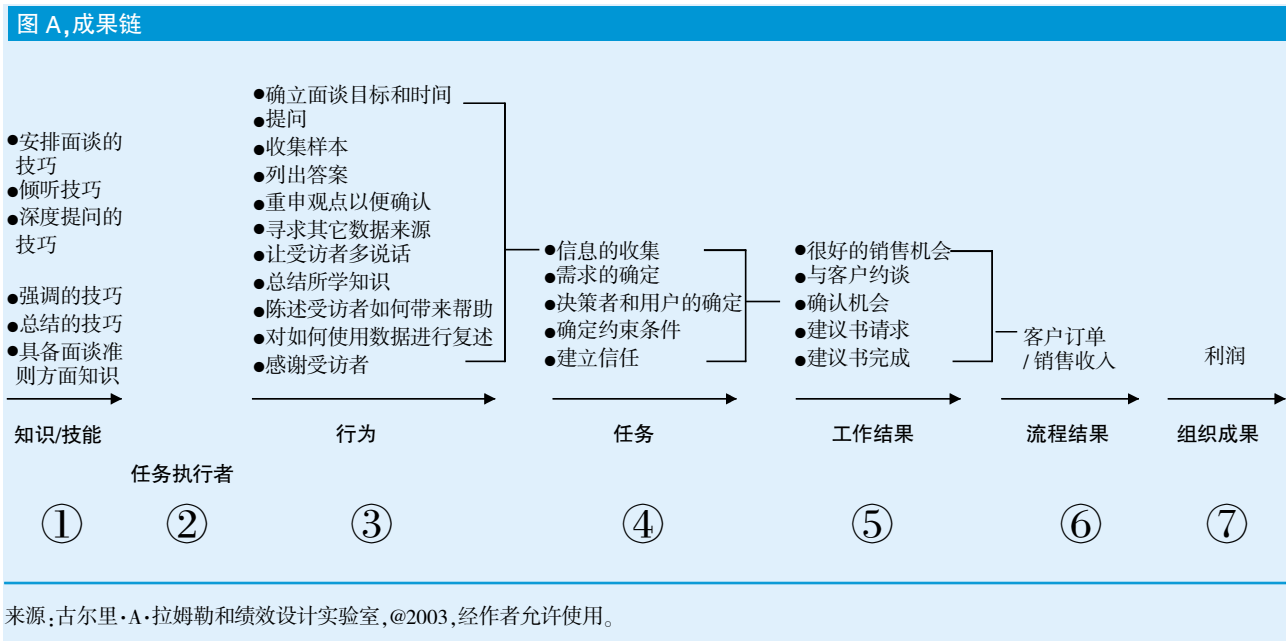 图 A,成果链
●安排面谈的
技巧
●倾听技巧
●深度提问的
技巧
●强调的技巧
●总结的技巧
●具备面谈准
则方面知识
●确立面谈目标和时间
●提问
●收集样本
●列出答案
●重申观点以便确认
●寻求其它数据来源
●让受访者多说话
●总结所学知识
●陈述受访者如何带来帮助
●对如何使用数据进行复述
●感谢受访者
●信息的收集
●需求的确定
●决策者和用户的确定
●确定约束条件
●建立信任
●很好的销售机会
●与客户约谈
●确认机会
●建议书请求
●建议书完成
客户订单
/销售收入
利润
知识/技能
任务执行者
行为
任务
工作结果
流程结果
组织成果
① ② ③ ④ ⑤ ⑥ ⑦
来源:古尔里·A·拉姆勒和绩效设计实验室,@2003,经作者允许使用。